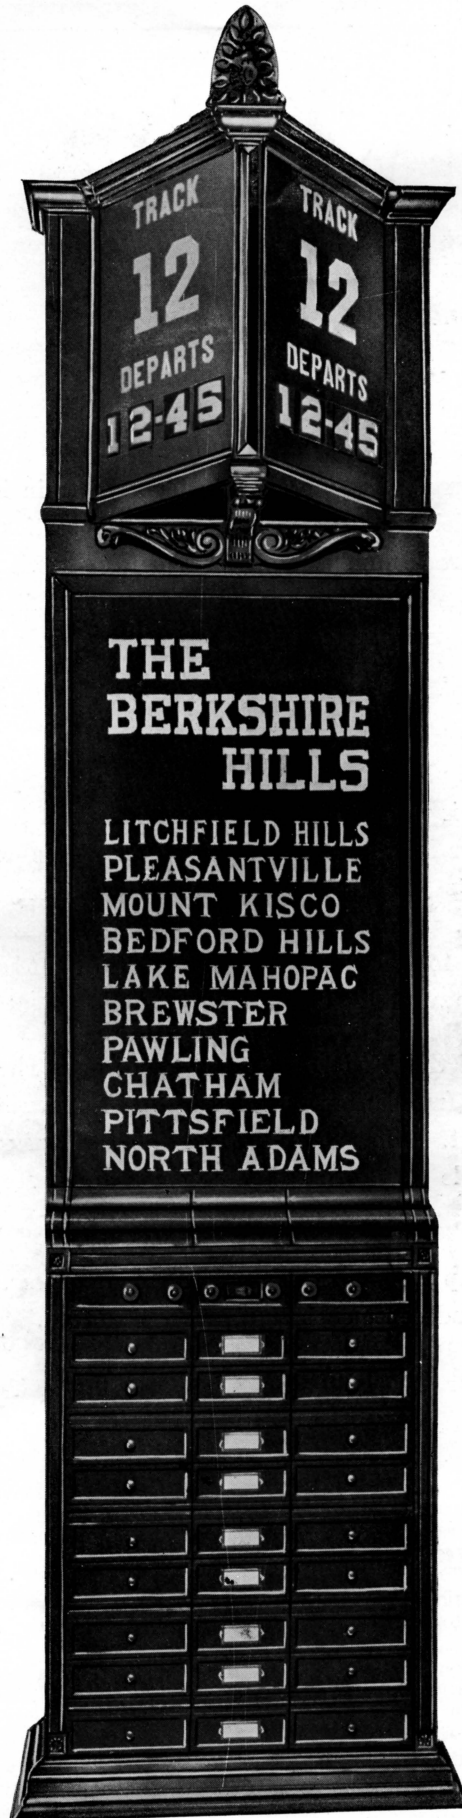 TRACK
12
DEPARTS
12-45
TRACK
12
DEPARTS
12-45
THE
BERKSHIRE
HILLS
LITCHFIELD HILLS
PLEASANTVILLE
MOUNT KISCO
BEDFORD HILLS
LAKE MAHOPAC
BREWSTER
PAWLING
CHATHAM
PITTSFIELD
NORTH ADAMS